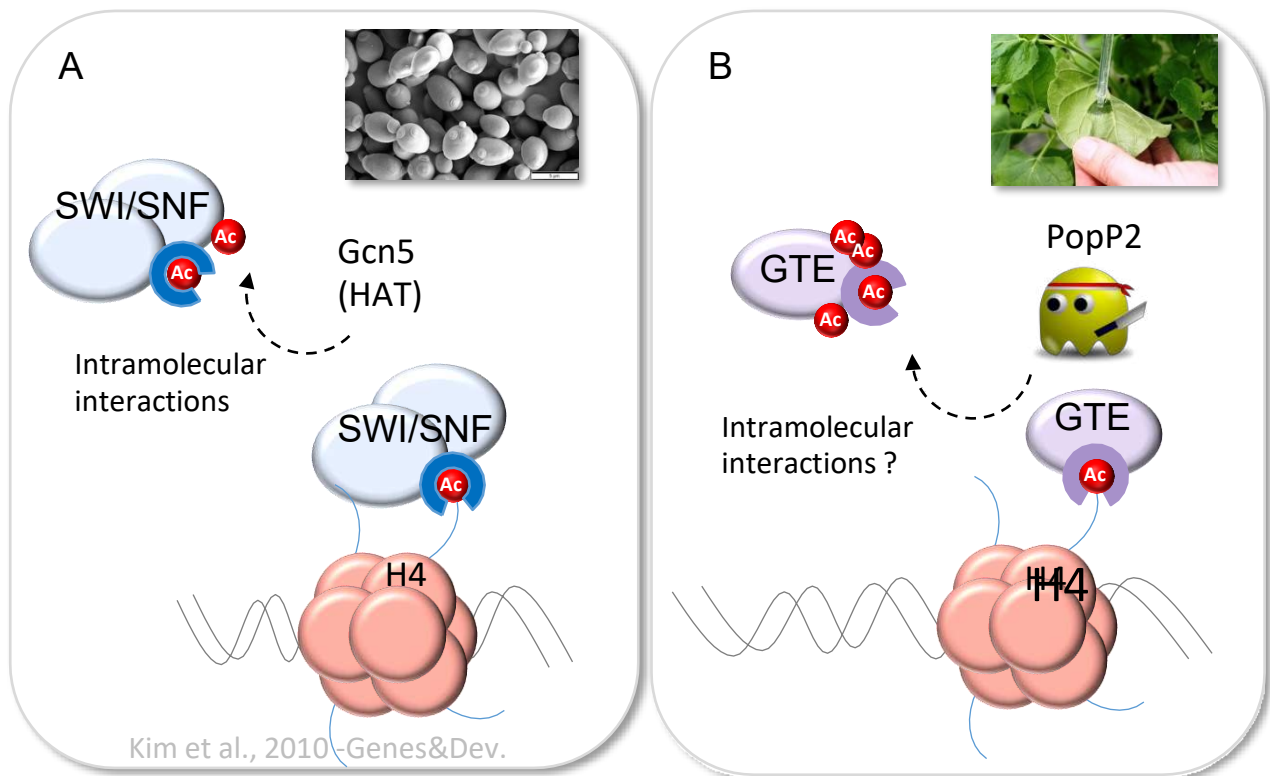 A
SWI/SNF
Ac
Ac
Gcn5
(HAT)
Intramolecular
interactions
SWI/SNF
Ac
H4
Kim et al., 2010 -Genes&Dev.
B
PopP2
Ac
Ac
GTE
Ac
Ac
GTE
Intramolecular
interactions ?
Ac
H4
H4